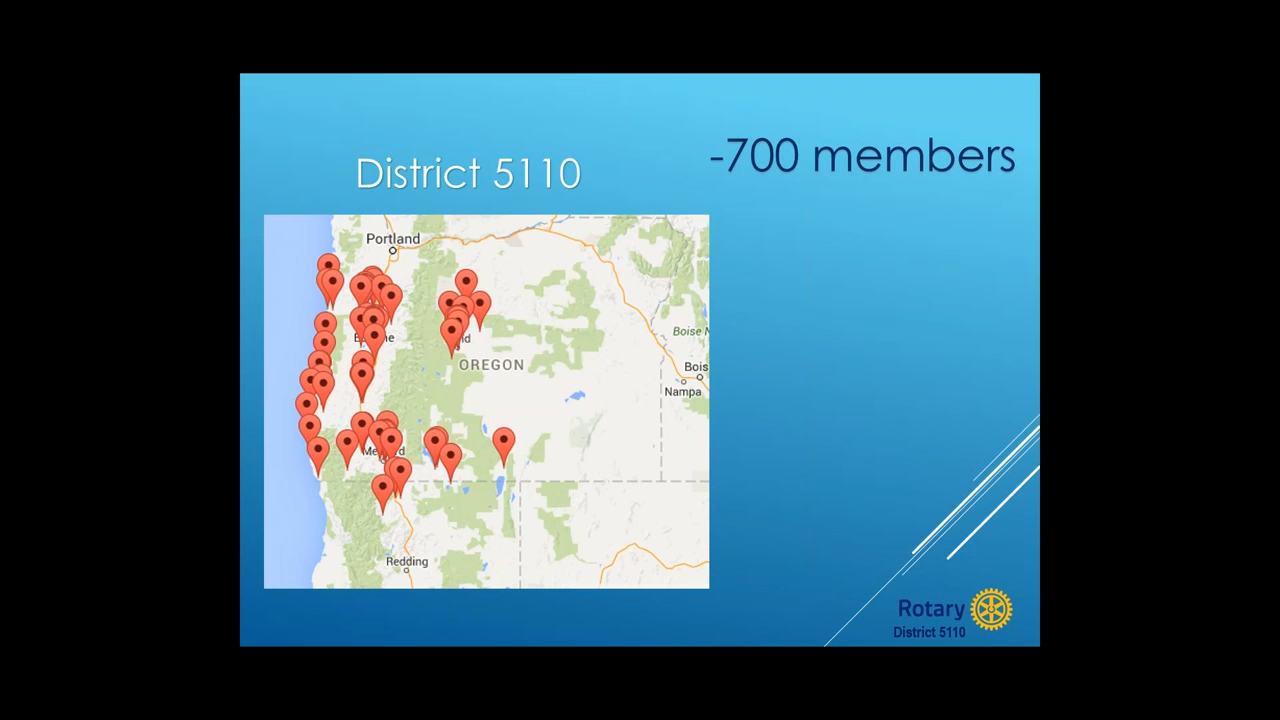 -700 members
District 5110
Portland
OREGON
Boise
Nampa
Redding
Rotary
District 5110